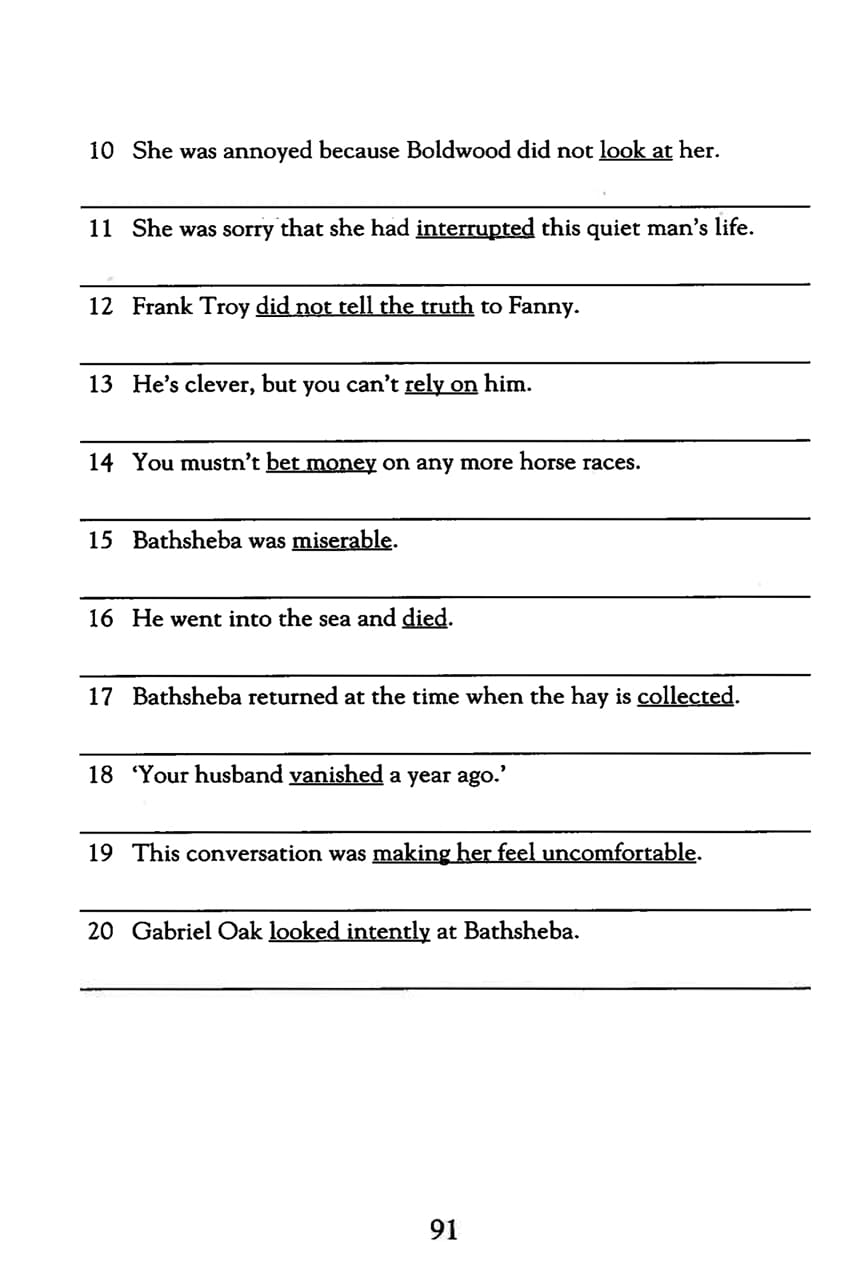 10 She was annoyed because Boldwood did not look at her.
11 She was sorry that she had interrupted this quiet man's life.
12 Frank Troy did not tell the truth to Fanny.
13 He's clever, but you can't rely on him.
14 You mustn't bet money on any more horse races.
15 Bathsheba was miserable.
16 He went into the sea and died.
17 Bathsheba returned at the time when the hay is collected.
18 ‘Your husband vanished a year ago.’
19 This conversation was making her feel uncomfortable.
20 Gabriel Oak looked intently at Bathsheba.
91